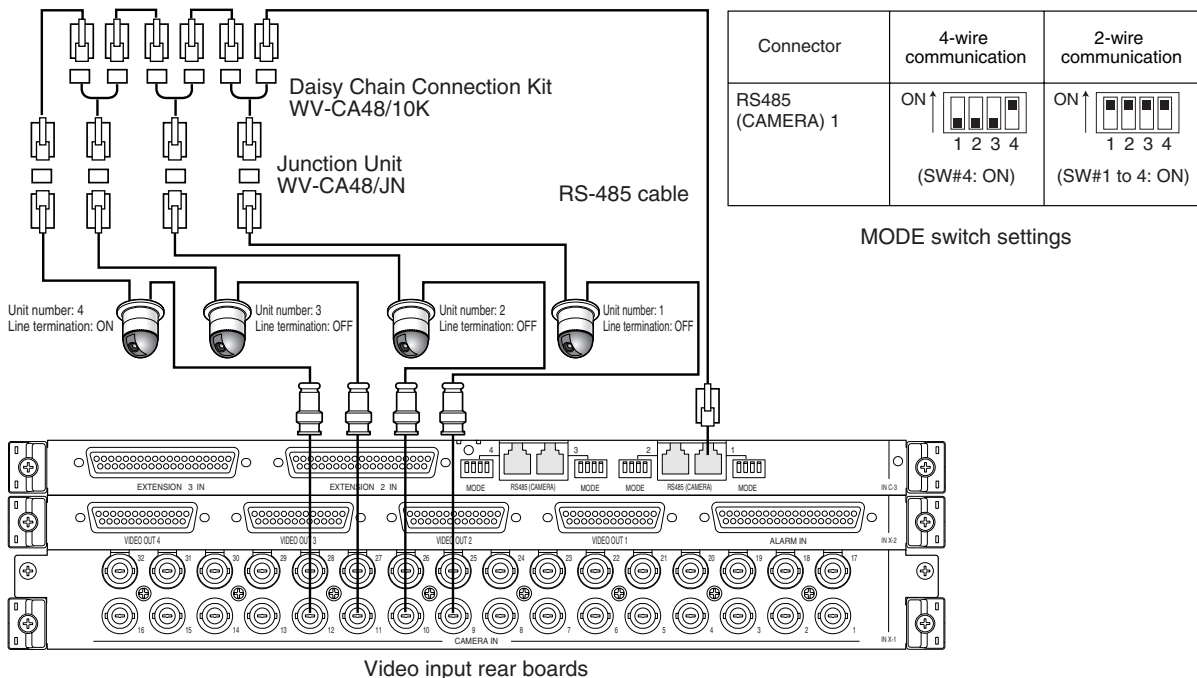 Daisy Chain Connection Kit
WV-CA48/10K
Junction Unit
WV-CA48/JN
RS-485 cable
Connector
4-wire
communication
2-wire
communication
RS485
(CAMERA) 1
ON
1 2 3 4
(SW#4: ON)
ON
1 2 3 4
(SW#1 to 4: ON)
MODE switch settings
Unit number: 4
Line termination: ON
Unit number: 3
Line termination: OFF
Unit number: 2
Line termination: OFF
Unit number: 1
Line termination: OFF
4 3 2 1
EXTENSION 3 IN EXTENSION 2 IN MODE RS485 (CAMERA) MODE MODE RS485 (CAMERA) MODE IN C-3
VIDEO OUT 4 VIDEO OUT 3 VIDEO OUT 2 VIDEO OUT 1 ALARM IN IN X-2
32 31 30 29 28 27 26 25 24 23 22 21 20 19 18 17
16 15 14 13 12 11 10 9 8 7 6 5 4 3 2 1
CAMERA IN IN X-1
Video input rear boards